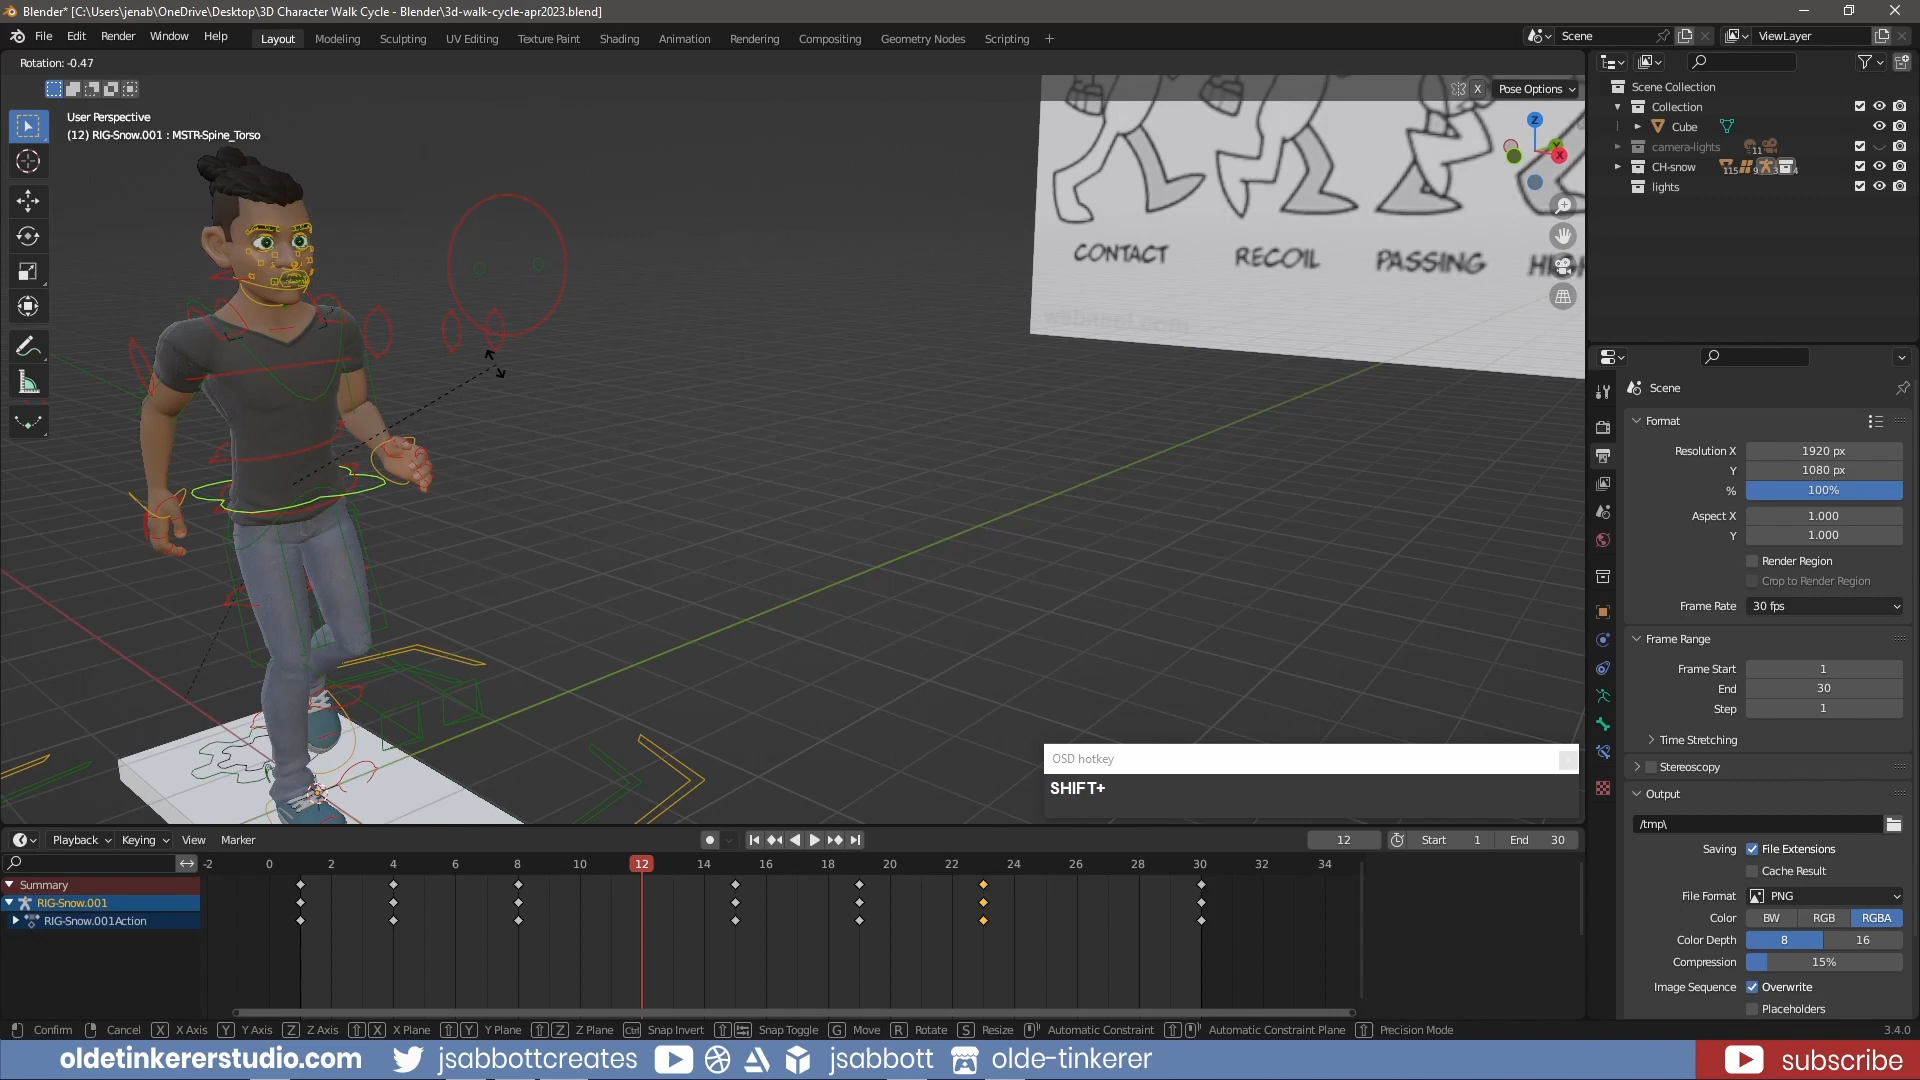 Blender* [C:\Users\jenab\OneDrive\Desktop\3D Character Walk Cycle - Blender\3d-walk-cycle-apr2023.blend]
File Edit Render Window Help Layout Modeling Sculpting UV Editing Texture Paint Shading Animation Rendering Compositing Geometry Nodes Scripting + Scene ViewLayer
Rotation: -0.47
X Pose Options
User Perspective
(12) RIG-Snow.001 : MSTR-Spine_Torso
Z
Y
X
CONTACT
RECOIL
PASSING
Scene Collection
Collection
Cube
camera-lights 11
CH-snow 115 9 3 4
lights
Scene
Format
Resolution X 1920 px
Y 1080 px
% 100%
Aspect X 1.000
Y 1.000
Render Region
Crop to Render Region
Frame Rate 30 fps
Frame Range
Frame Start 1
End 30
Step 1
Time Stretching
Stereoscopy
Output
/tmp\
Saving File Extensions
Cache Result
File Format PNG
Color BW RGB RGBA
Color Depth 8 16
Compression 15%
Image Sequence Overwrite
Placeholders
OSD hotkey
SHIFT+
Playback Keying View Marker 12 Start 1 End 30
-2 0 2 4 6 8 10 12 14 16 18 20 22 24 26 28 30 32 34
Summary
RIG-Snow.001
RIG-Snow.001Action
Confirm Cancel X X Axis Y Y Axis Z Z Axis X X Plane Y Y Plane Z Z Plane Ctrl Snap Invert Snap Toggle G Move R Rotate S Resize Automatic Constraint Automatic Constraint Plane Precision Mode 3.4.0
oldetinkererstudio.com jsabbottcreates jsabbott olde-tinkerer subscribe